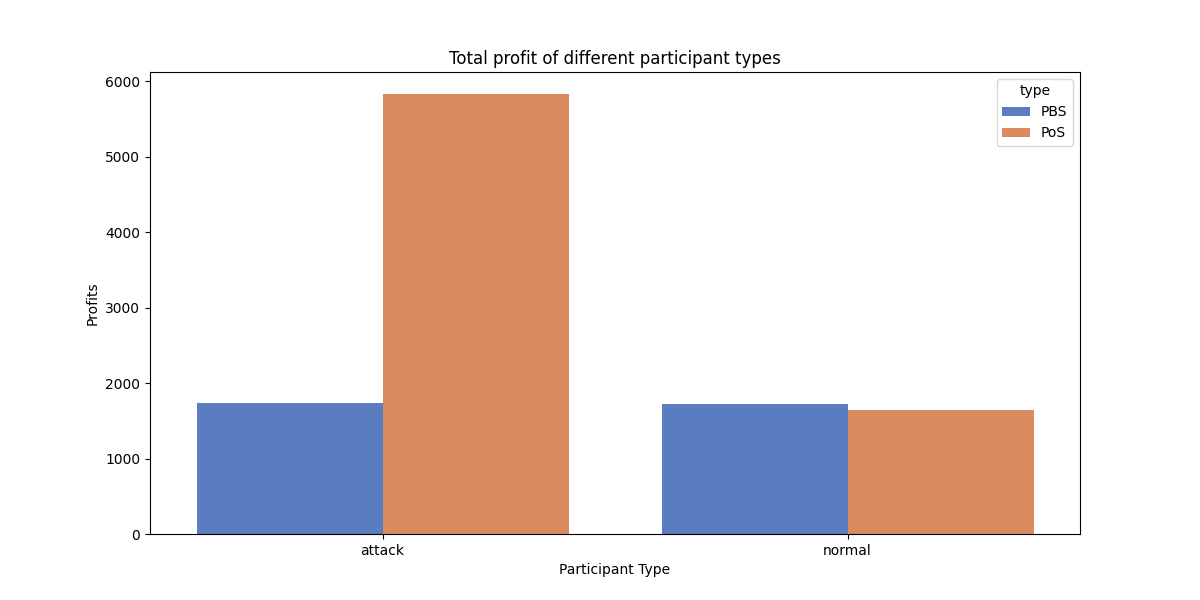 Total profit of different participant types
type
PBS
PoS
6000
5000
4000
3000
2000
1000
0
Profits
attack
normal
Participant Type